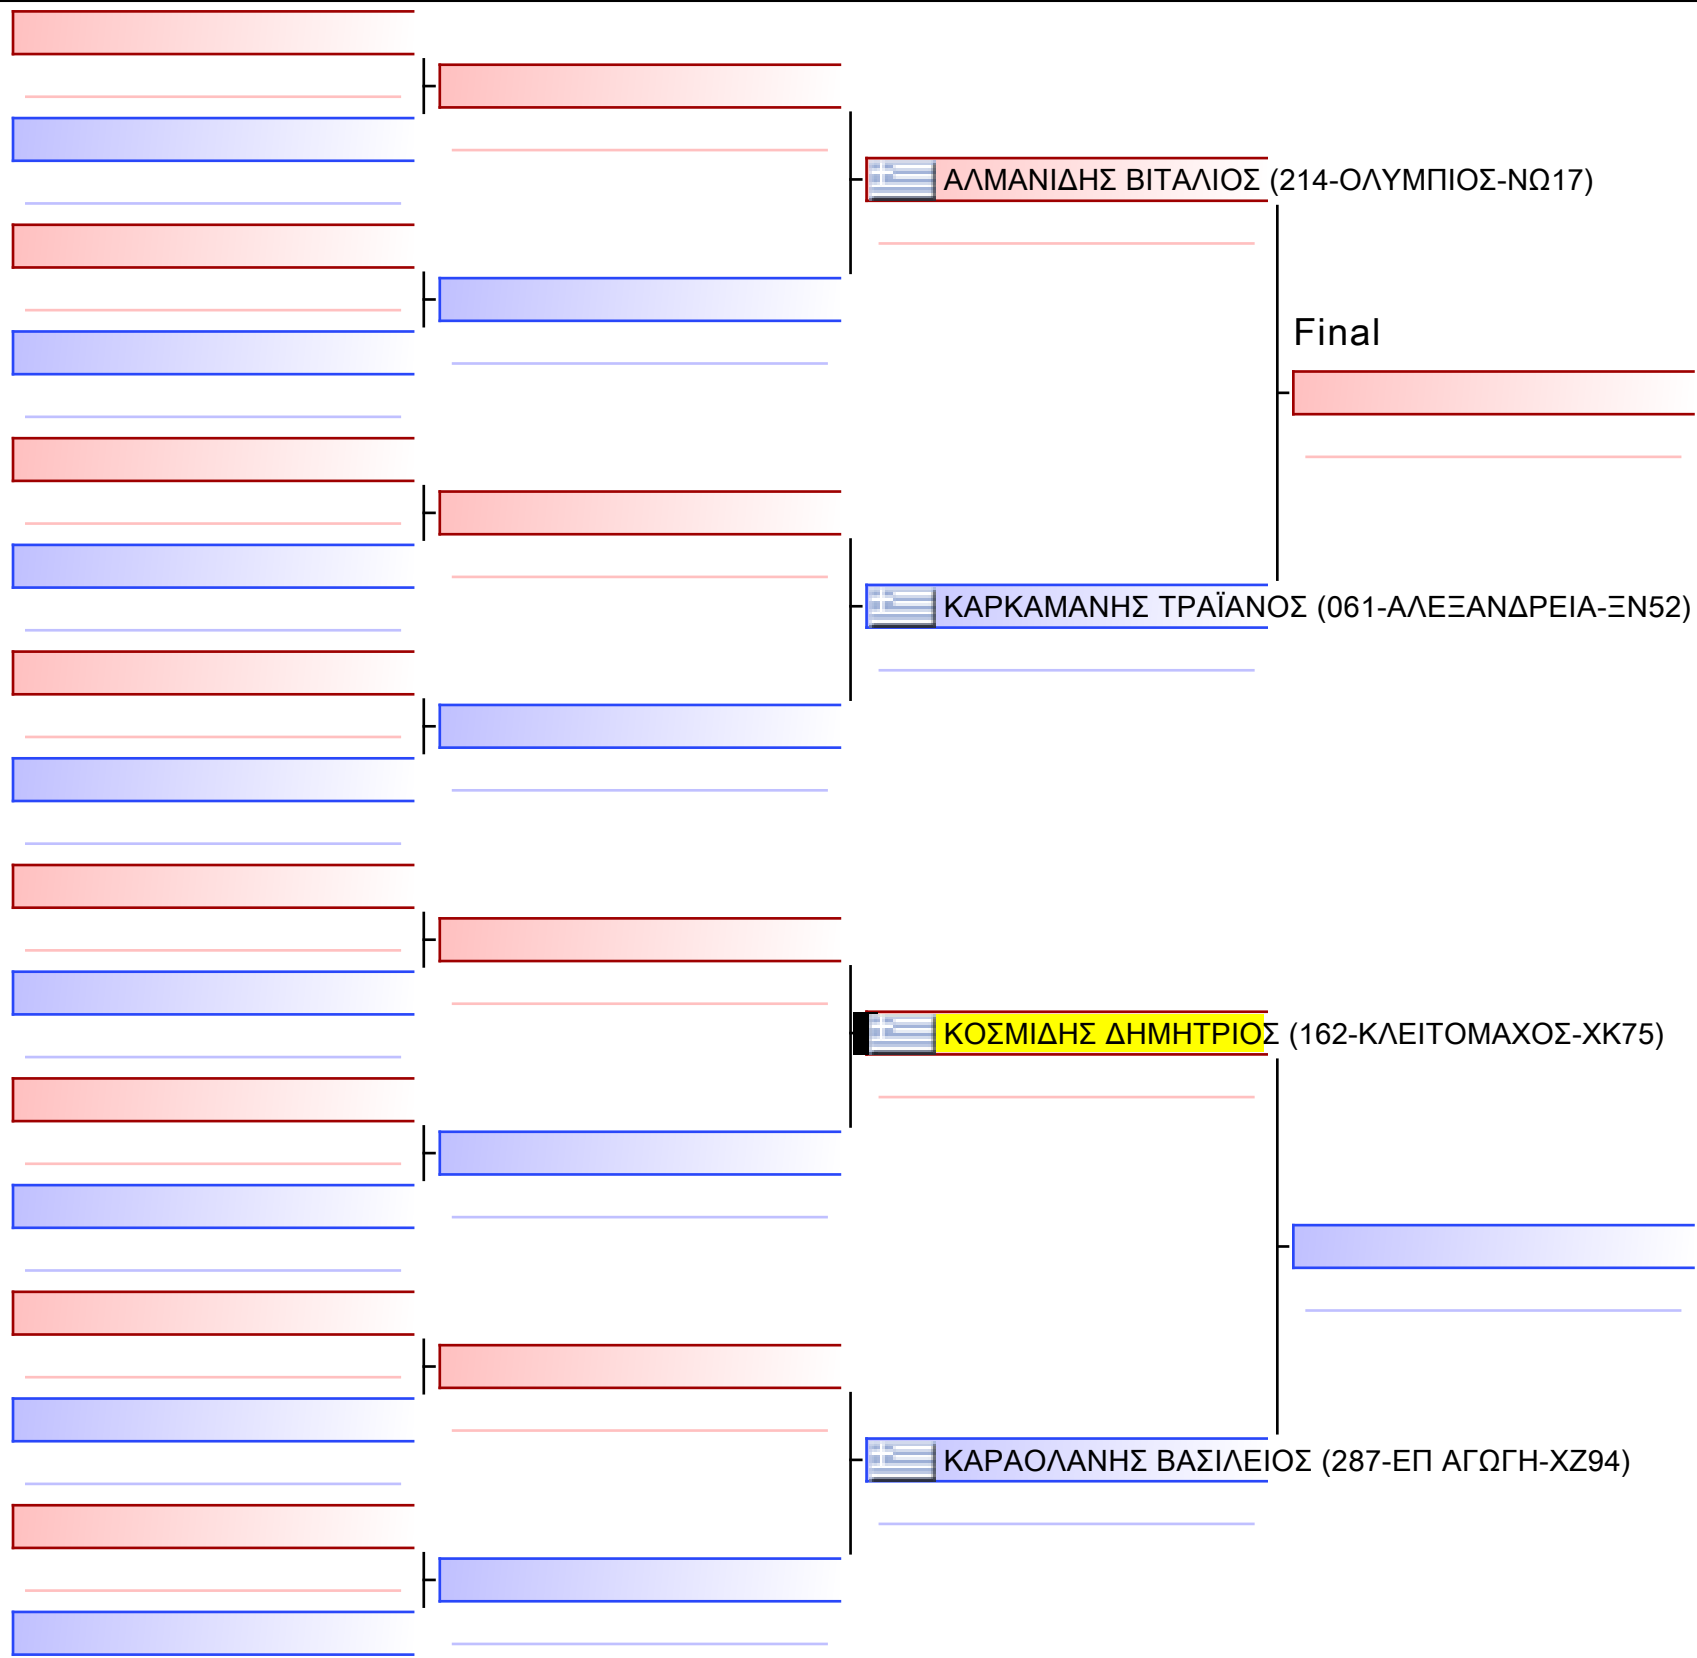 ΑΛΜΑΝΙΔΗΣ ΒΙΤΑΛΙΟΣ (214-ΟΛΥΜΠΙΟΣ-ΝΩ17)
Final
ΚΑΡΚΑΜΑΝΗΣ ΤΡΑΪΑΝΟΣ (061-ΑΛΕΞΑΝΔΡΕΙΑ-ΞΝ52)
ΚΟΣΜΙΔΗΣ ΔΗΜΗΤΡΙΟΣ (162-ΚΛΕΙΤΟΜΑΧΟΣ-ΧΚ75)
ΚΑΡΑΟΛΑΝΗΣ ΒΑΣΙΛΕΙΟΣ (287-ΕΠ ΑΓΩΓΗ-ΧΖ94)